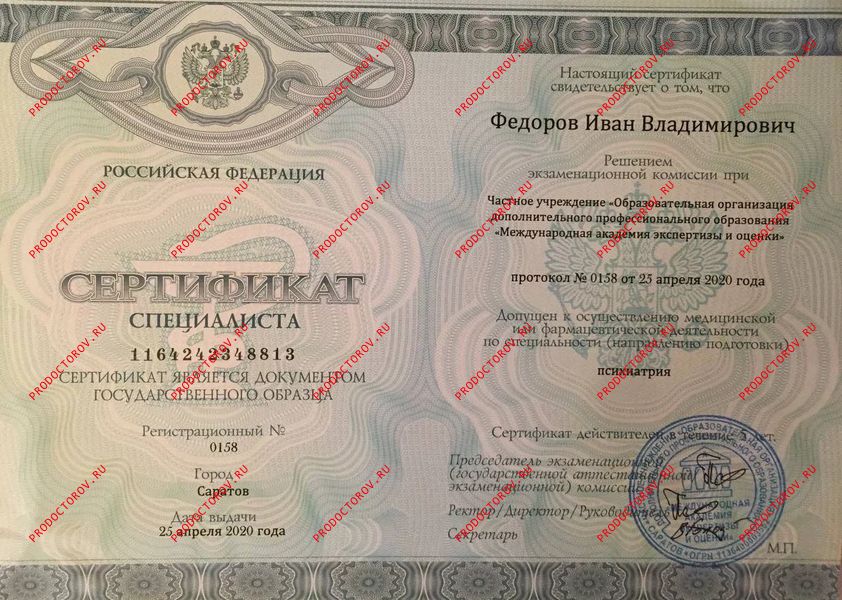 РОССИЙСКАЯ ФЕДЕРАЦИЯ
СЕРТИФИКАТ
СПЕЦИАЛИСТА
1164242348813
СЕРТИФИКАТ ЯВЛЯЕТСЯ ДОКУМЕНТОМ
ГОСУДАРСТВЕННОГО ОБРАЗЦА
Регистрационный №
0158
Город
Саратов
Дата выдачи
25 апреля 2020 года
Настоящий сертификат
свидетельствует о том, что
Федоров Иван Владимирович
Решением
экзаменационной комиссии при
Частное учреждение «Образовательная организация
дополнительного профессионального образования
«Международная академия экспертизы и оценки»
протокол № 0158 от 25 апреля 2020 года
Допущен к осуществлению медицинской
или фармацевтической деятельности
по специальности (направлению подготовки)
психиатрия
Сертификат действителен в течение 5 лет.
Председатель экзаменационной
(государственной аттестационной
экзаменационной) комиссии
Ректор/Директор/Руководитель
Секретарь
М.П.
PRODOCTOROV.RU